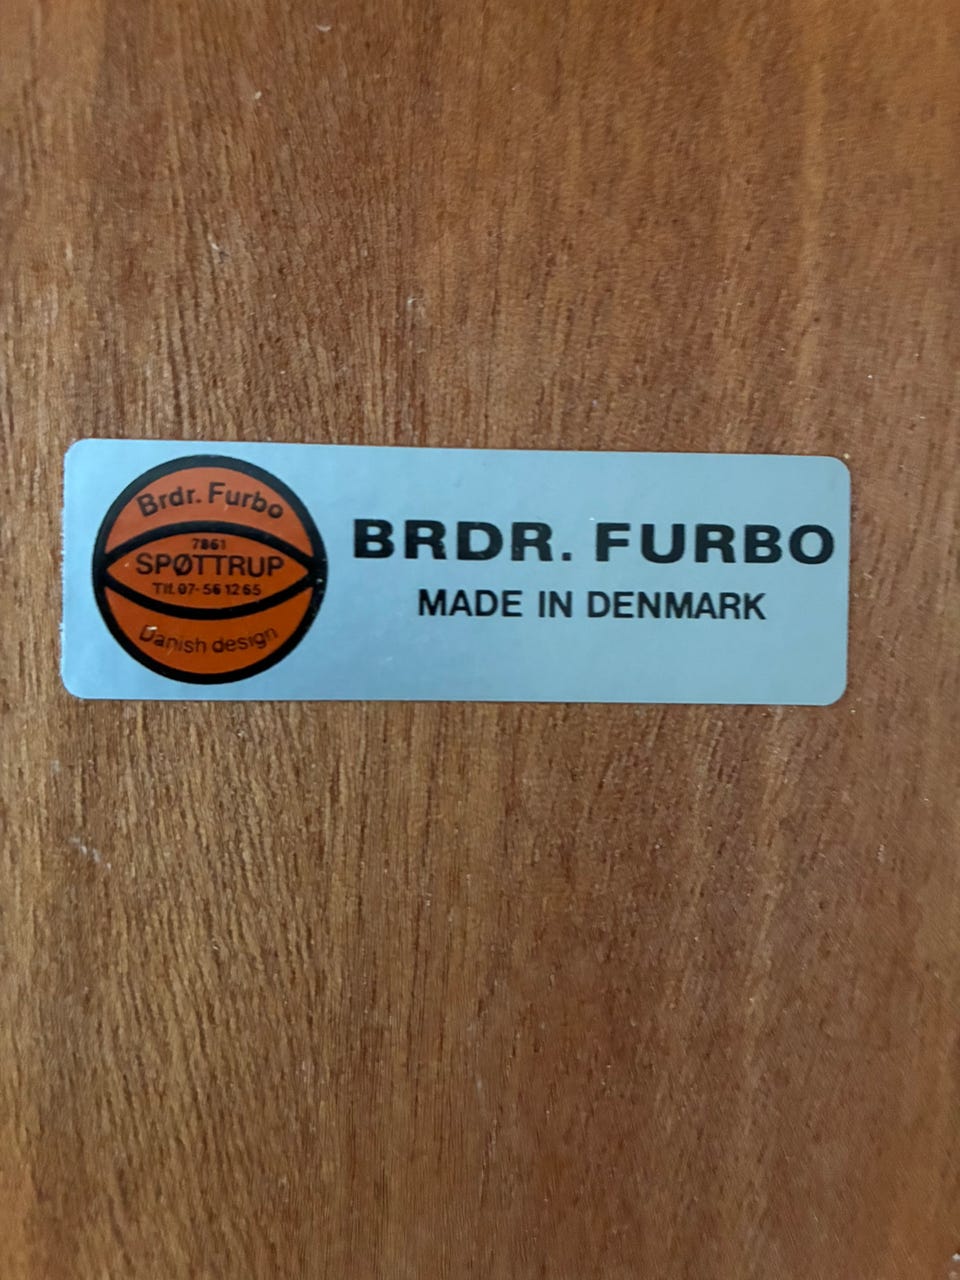 Brdr. Furbo
7861
SPØTTRUP
Tlf. 07-56 12 65
Danish design
BRDR. FURBO
MADE IN DENMARK